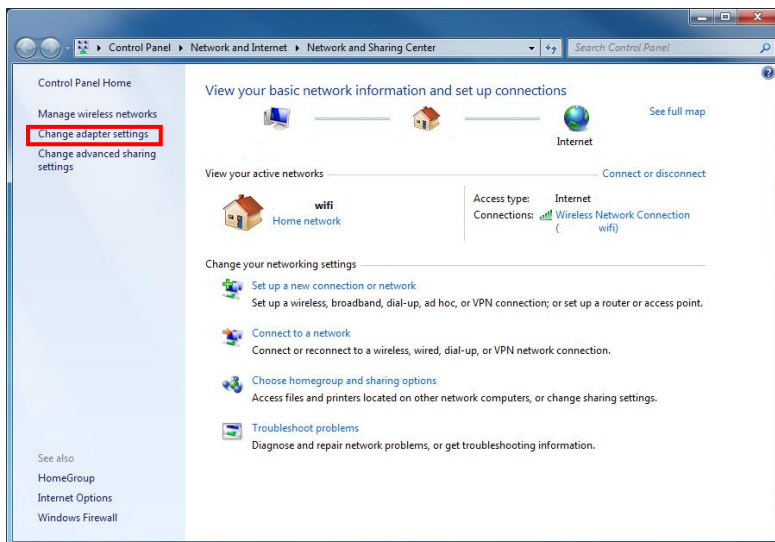 Control Panel ▸ Network and Internet ▸ Network and Sharing Center
Search Control Panel
Control Panel Home
Manage wireless networks
Change adapter settings
Change advanced sharing
settings
See also
HomeGroup
Internet Options
Windows Firewall
View your basic network information and set up connections
See full map
Internet
View your active networks
Connect or disconnect
wifi
Home network
Access type: Internet
Connections: Wireless Network Connection
( wifi)
Change your networking settings
Set up a new connection or network
Set up a wireless, broadband, dial-up, ad hoc, or VPN connection; or set up a router or access point.
Connect to a network
Connect or reconnect to a wireless, wired, dial-up, or VPN network connection.
Choose homegroup and sharing options
Access files and printers located on other network computers, or change sharing settings.
Troubleshoot problems
Diagnose and repair network problems, or get troubleshooting information.